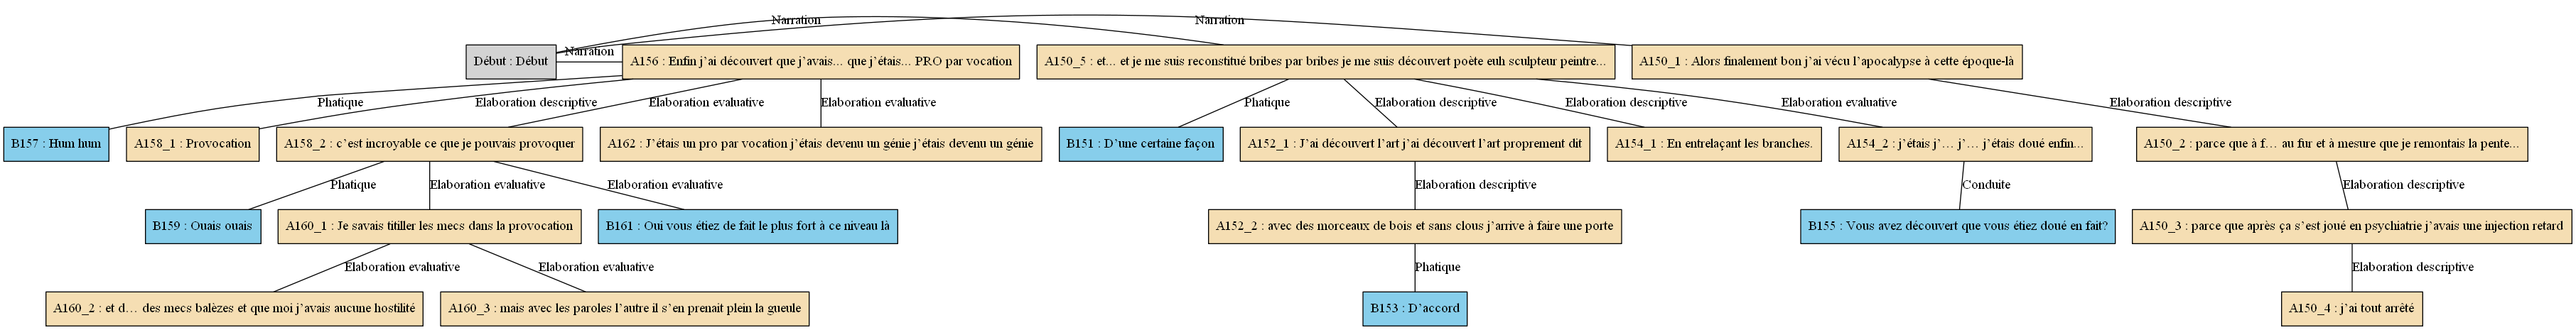 Narration
Narration
Narration
Début : Début
A156 : Enfin j’ai découvert que j’avais... que j’étais... PRO par vocation
A150_5 : et... et je me suis reconstitué bribes par bribes je me suis découvert poète euh sculpteur peintre...
A150_1 : Alors finalement bon j’ai vécu l’apocalypse à cette époque-là
Phatique
Elaboration descriptive
Elaboration evaluative
Elaboration evaluative
Phatique
Elaboration descriptive
Elaboration descriptive
Elaboration evaluative
Elaboration descriptive
B157 : Hum hum
A158_1 : Provocation
A158_2 : c’est incroyable ce que je pouvais provoquer
A162 : J’étais un pro par vocation j’étais devenu un génie j’étais devenu un génie
B151 : D’une certaine façon
A152_1 : J’ai découvert l’art j’ai découvert l’art proprement dit
A154_1 : En entrelaçant les branches.
A154_2 : j’étais j’… j’… j’étais doué enfin...
A150_2 : parce que à f… au fur et à mesure que je remontais la pente...
Phatique
Elaboration evaluative
Elaboration evaluative
Elaboration descriptive
Conduite
Elaboration descriptive
B159 : Ouais ouais
A160_1 : Je savais titiller les mecs dans la provocation
B161 : Oui vous étiez de fait le plus fort à ce niveau là
A152_2 : avec des morceaux de bois et sans clous j’arrive à faire une porte
B155 : Vous avez découvert que vous étiez doué en fait?
A150_3 : parce que après ça s’est joué en psychiatrie j’avais une injection retard
Elaboration evaluative
Elaboration evaluative
Phatique
Elaboration descriptive
A160_2 : et d… des mecs balèzes et que moi j’avais aucune hostilité
A160_3 : mais avec les paroles l’autre il s’en prenait plein la gueule
B153 : D’accord
A150_4 : j’ai tout arrêté